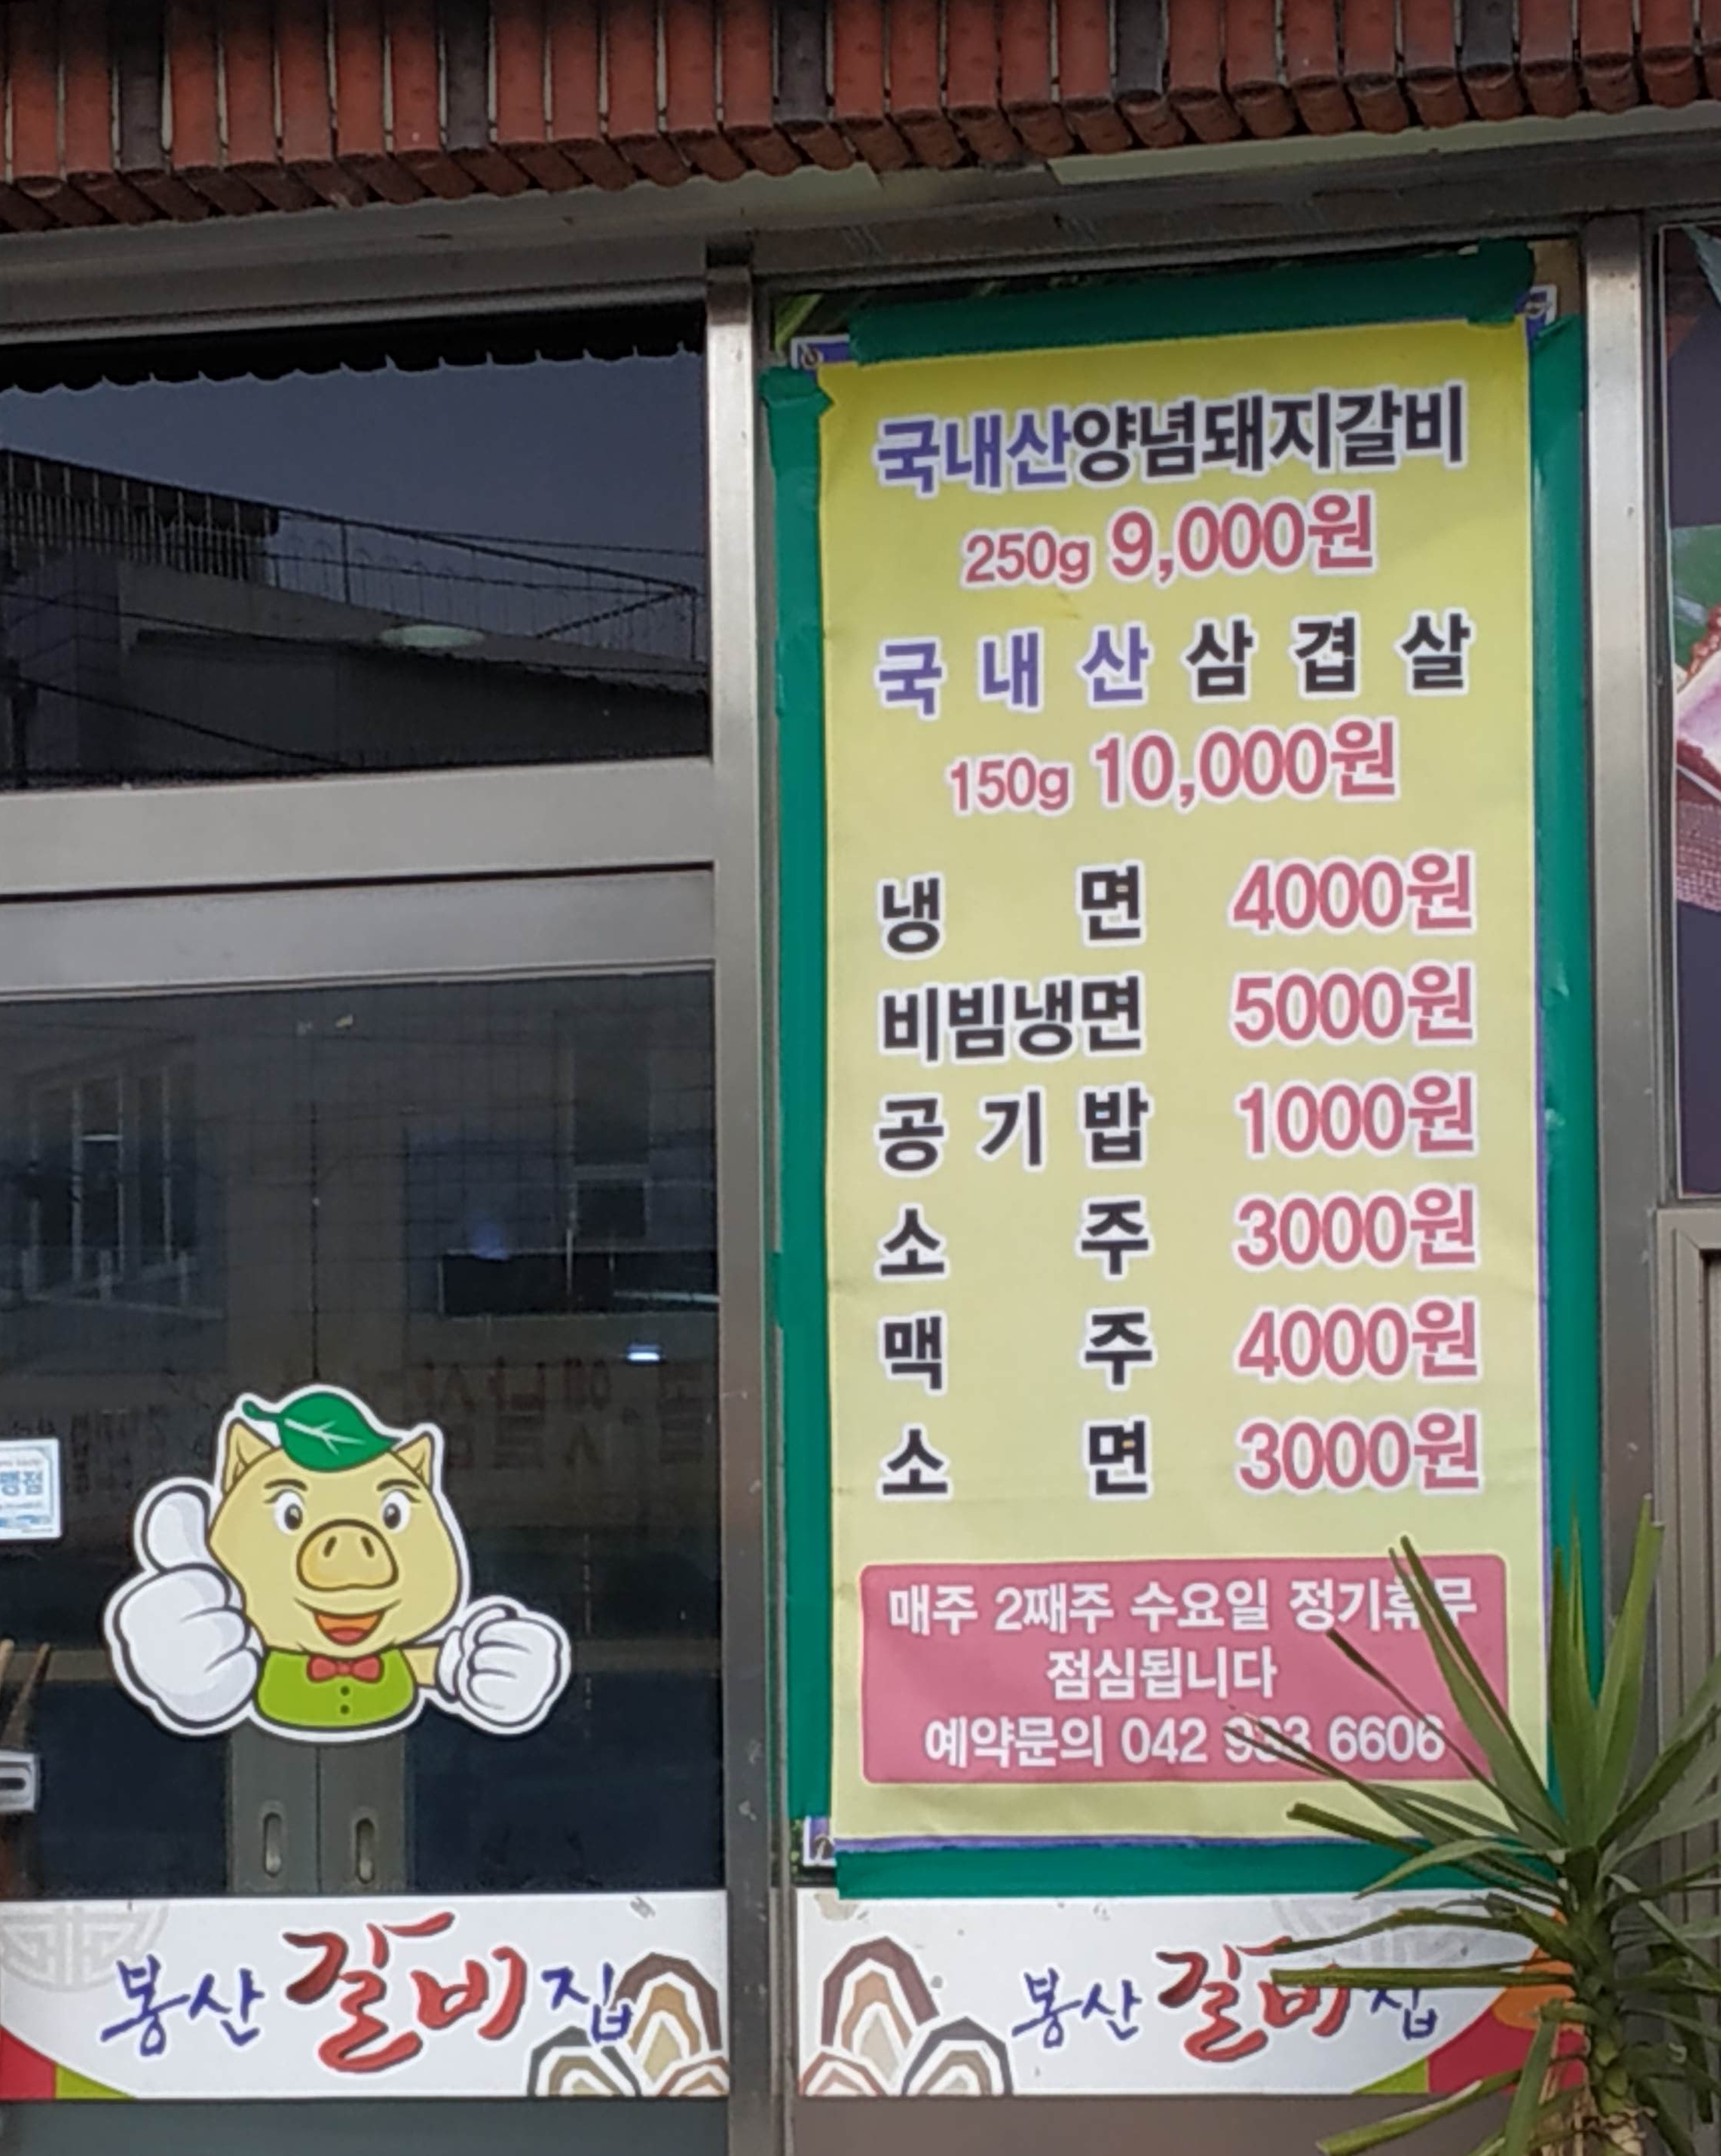 국내산양념돼지갈비
250g 9,000원
국내산삼겹살
150g 10,000원
냉면 4000원
비빔냉면 5000원
공기밥 1000원
소주 3000원
맥주 4000원
소면 3000원
매주 2째주 수요일 정기휴무
점심됩니다
예약문의 042 933 6606
봉산 갈비집
봉산 갈비집